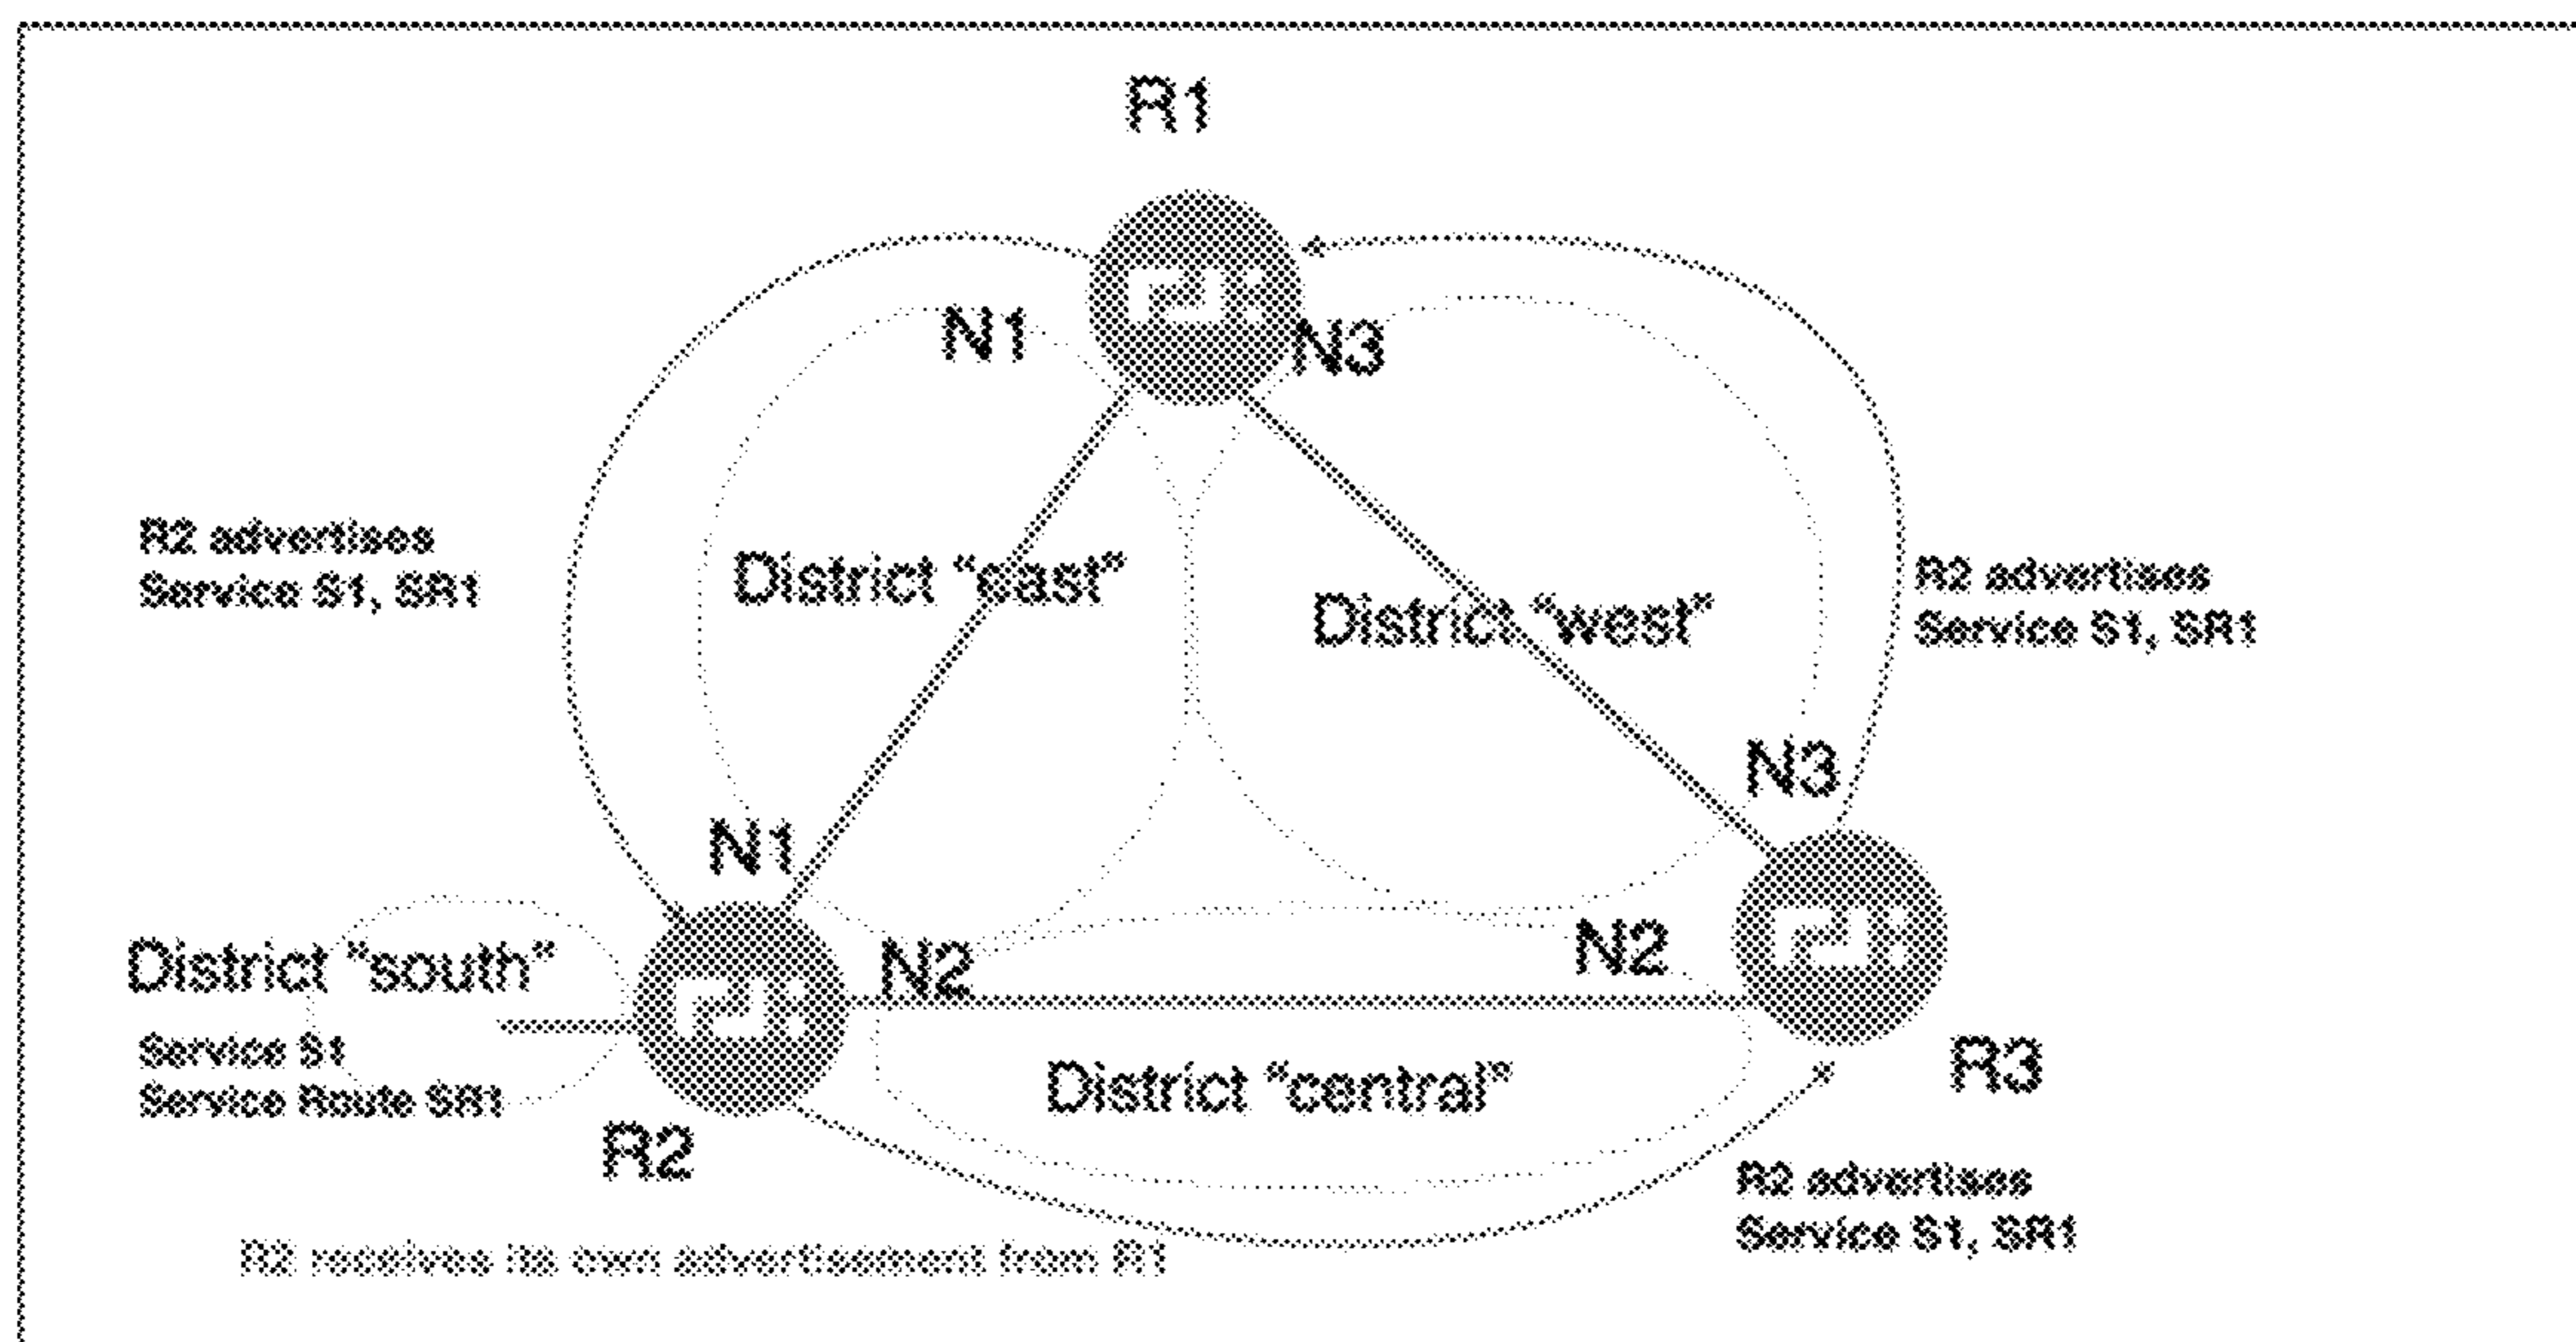 R1
N1
N3
R2 advertises
Service S1, SR1
District "east"
District "west"
R2 advertises
Service S1, SR1
N3
N1
N2
N2
District "south"
Service S1
Service Route SR1
R2
District "central"
R3
R2 advertises
Service S1, SR1
R2 receives its own advertisement from R1